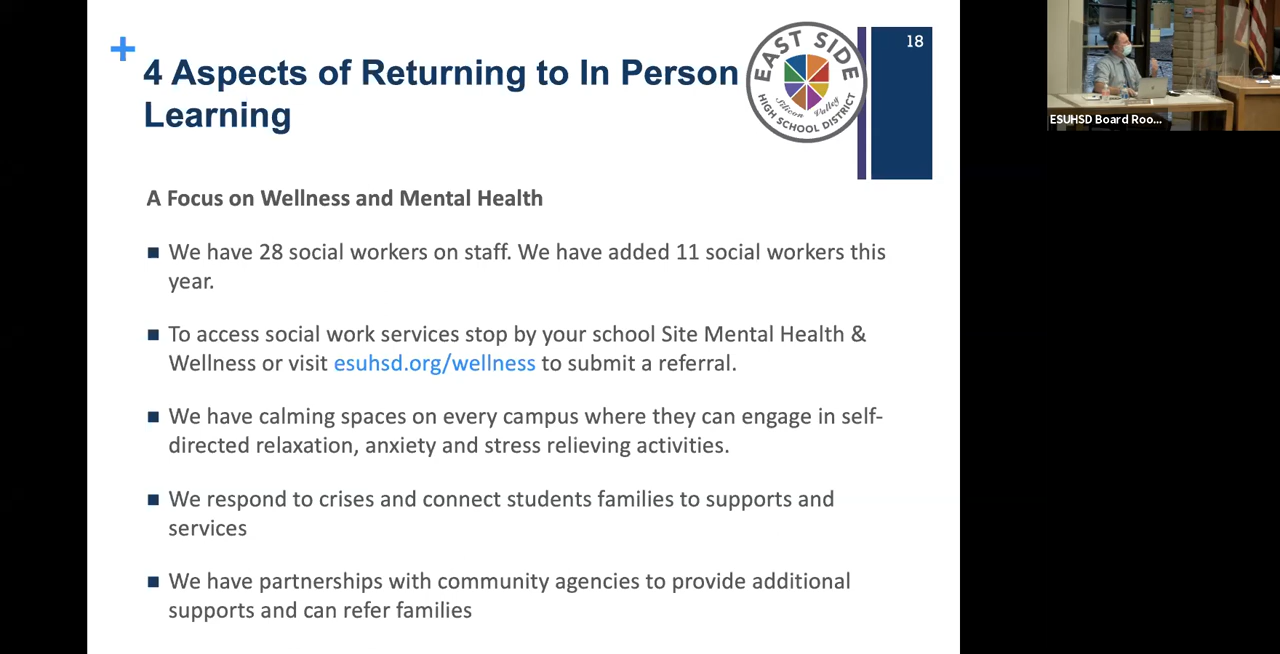 +
4 Aspects of Returning to In Person
Learning
EAST SIDE
Silicon Valley
HIGH SCHOOL DISTRICT
18
ESUHSD Board Roo...
A Focus on Wellness and Mental Health
■ We have 28 social workers on staff. We have added 11 social workers this
year.
■ To access social work services stop by your school Site Mental Health &
Wellness or visit esuhsd.org/wellness to submit a referral.
■ We have calming spaces on every campus where they can engage in self-
directed relaxation, anxiety and stress relieving activities.
■ We respond to crises and connect students families to supports and
services
■ We have partnerships with community agencies to provide additional
supports and can refer families